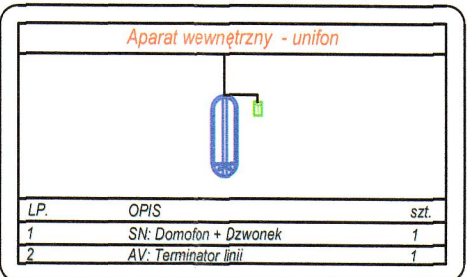 Aparat wewnętrzny - unifon
LP. OPIS szt.
1 SN: Domofon + Dzwonek 1
2 AV: Terminator linii 1